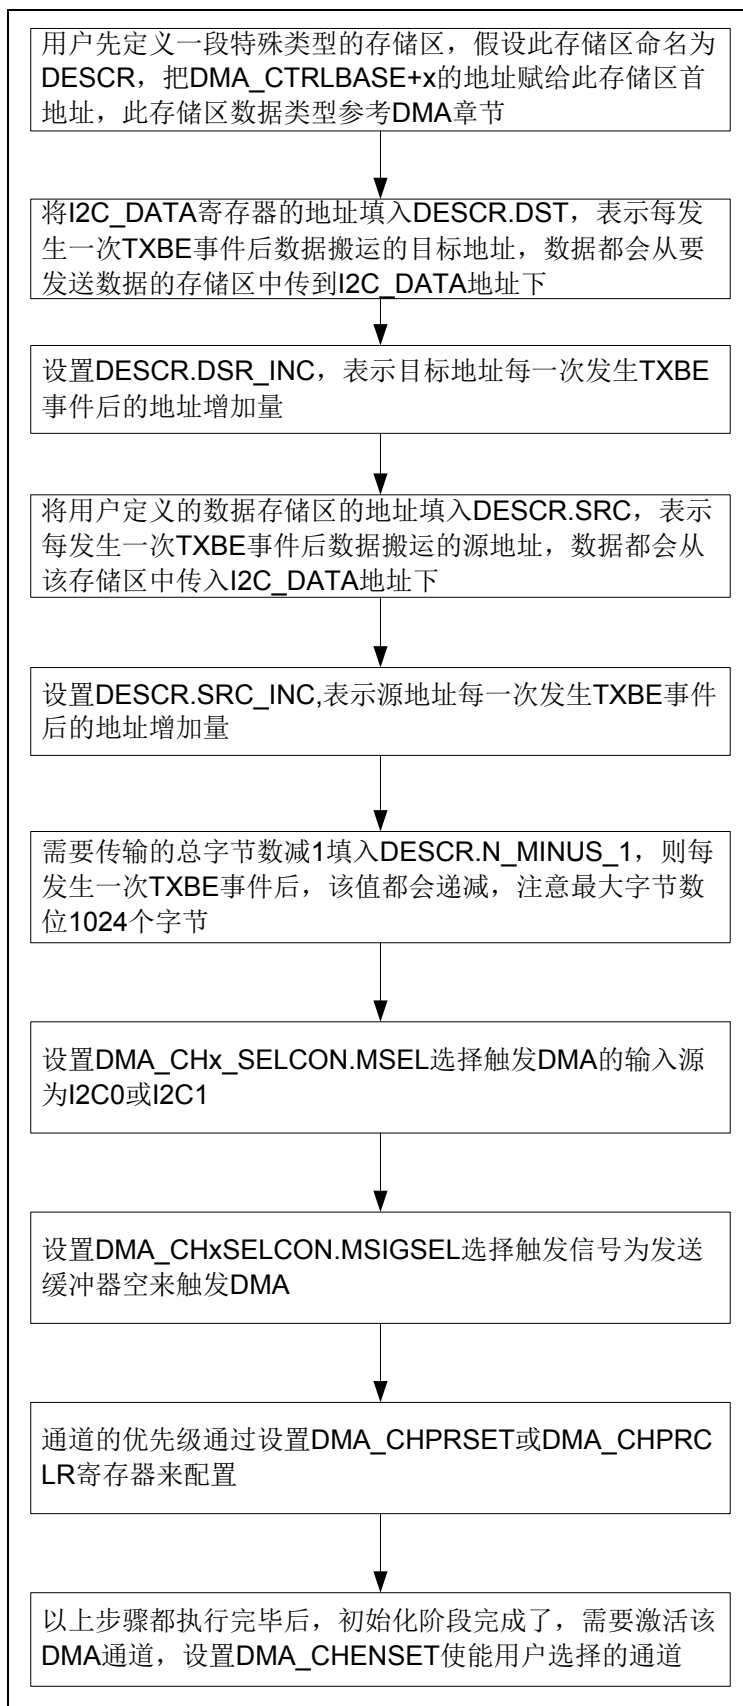 用户先定义一段特殊类型的存储区，假设此存储区命名为
DESCR，把DMA_CTRLBASE+x的地址赋给此存储区首
地址，此存储区数据类型参考DMA章节
将I2C_DATA寄存器的地址填入DESCR.DST，表示每发
生一次TXBE事件后数据搬运的目标地址，数据都会从要
发送数据的存储区中传到I2C_DATA地址下
设置DESCR.DSR_INC，表示目标地址每一次发生TXBE
事件后的地址增加量
将用户定义的数据存储区的地址填入DESCR.SRC，表示
每发生一次TXBE事件后数据搬运的源地址，数据都会从
该存储区中传入I2C_DATA地址下
设置DESCR.SRC_INC,表示源地址每一次发生TXBE事件
后的地址增加量
需要传输的总字节数减1填入DESCR.N_MINUS_1，则每
发生一次TXBE事件后，该值都会递减，注意最大字节数
位1024个字节
设置DMA_CHx_SELCON.MSEL选择触发DMA的输入源
为I2C0或I2C1
设置DMA_CHxSELCON.MSIGSEL选择触发信号为发送
缓冲器空来触发DMA
通道的优先级通过设置DMA_CHPRSET或DMA_CHPRC
LR寄存器来配置
以上步骤都执行完毕后，初始化阶段完成了，需要激活该
DMA通道，设置DMA_CHENSET使能用户选择的通道